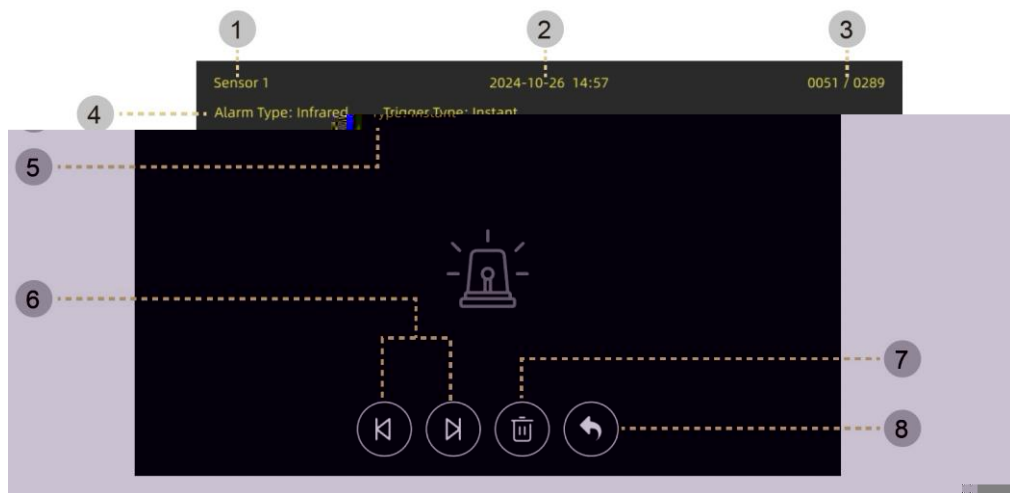 1 2 3
Sensor 1 2024-10-26 14:57 0051 / 0289
4 Alarm Type: Infrared Trigger Type: Instant
5
6
7
8